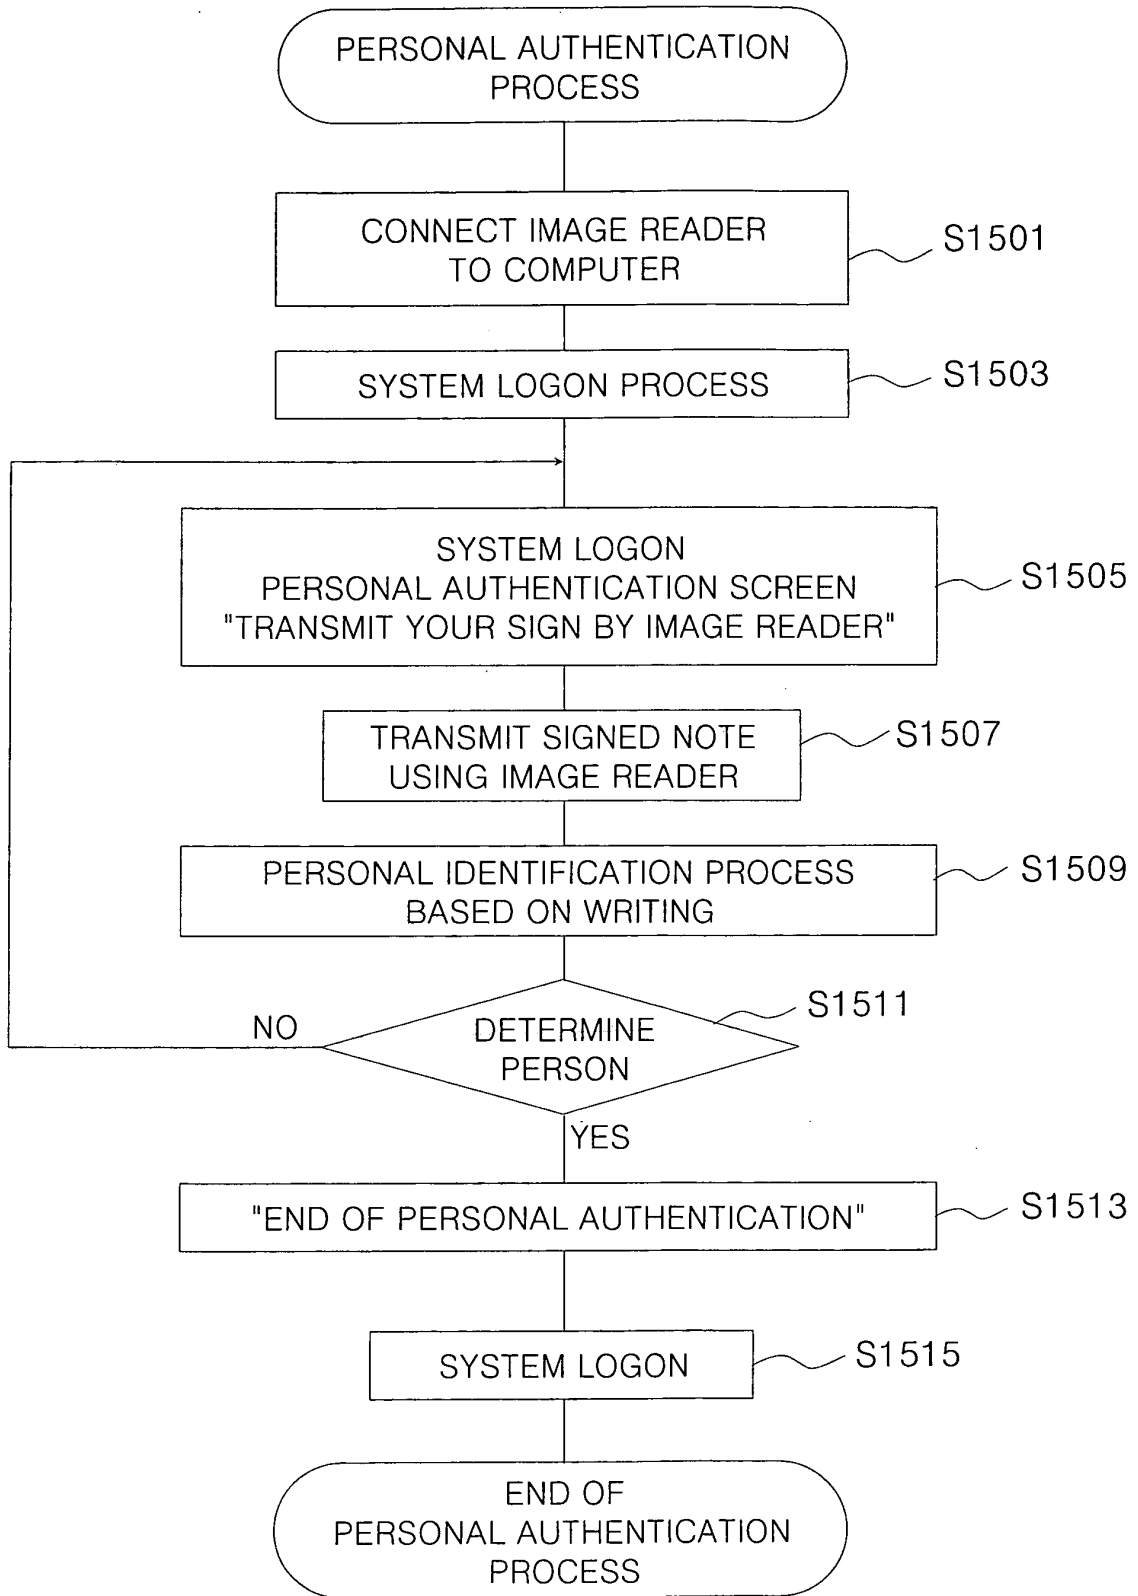 PERSONAL AUTHENTICATION
PROCESS
CONNECT IMAGE READER
TO COMPUTER
S1501
SYSTEM LOGON PROCESS
S1503
SYSTEM LOGON
PERSONAL AUTHENTICATION SCREEN
"TRANSMIT YOUR SIGN BY IMAGE READER"
S1505
TRANSMIT SIGNED NOTE
USING IMAGE READER
S1507
PERSONAL IDENTIFICATION PROCESS
BASED ON WRITING
S1509
DETERMINE
PERSON
S1511
NO
YES
"END OF PERSONAL AUTHENTICATION"
S1513
SYSTEM LOGON
S1515
END OF
PERSONAL AUTHENTICATION
PROCESS